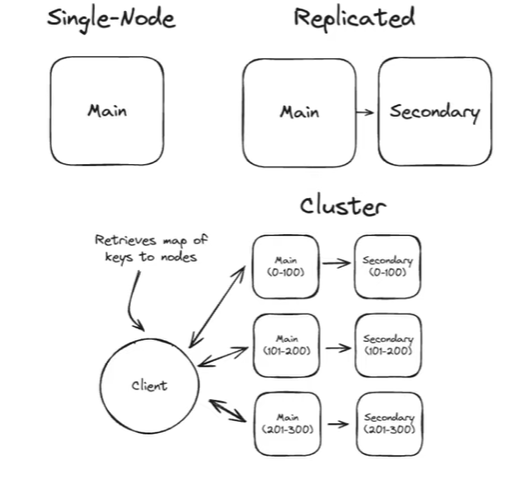 Single-Node
Replicated
Main
Main
Secondary
Cluster
Retrieves map of
keys to nodes
Main
(0-100)
Secondary
(0-100)
Client
Main
(101-200)
Secondary
(101-200)
Main
(201-300)
Secondary
(201-300)